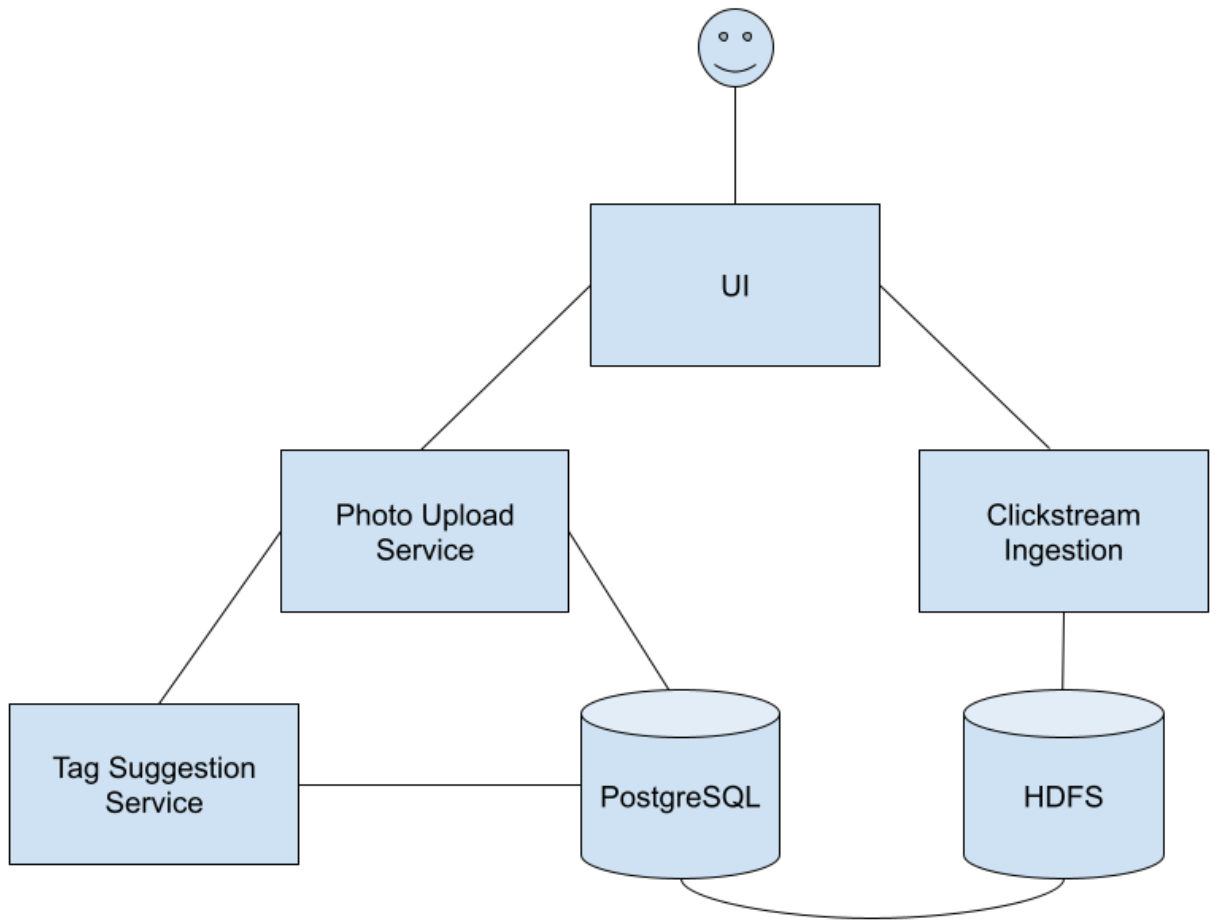 UI
Photo Upload
Service
Clickstream
Ingestion
Tag Suggestion
Service
PostgreSQL
HDFS